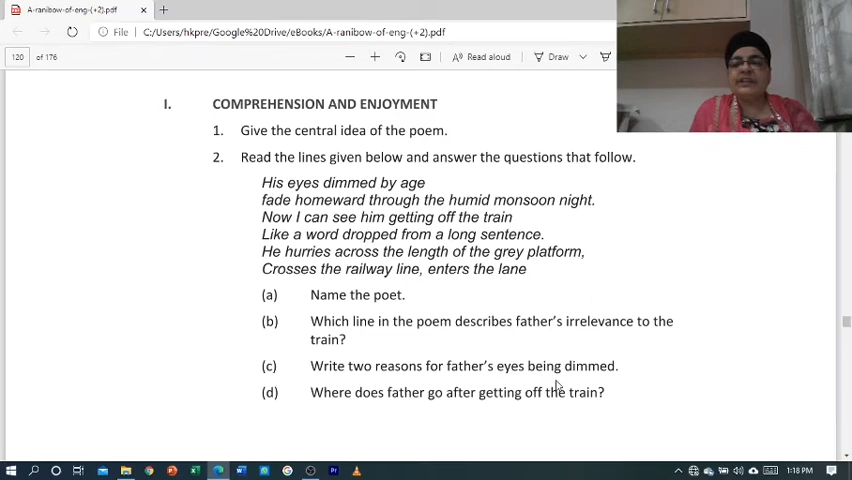 A-ranibow-of-eng-(+2).pdf
File
C:/Users/hkpre/Google%20Drive/eBooks/A-ranibow-of-eng-(+2).pdf
120 of 176
Read aloud
Draw
I. COMPREHENSION AND ENJOYMENT
1. Give the central idea of the poem.
2. Read the lines given below and answer the questions that follow.
His eyes dimmed by age
fade homeward through the humid monsoon night.
Now I can see him getting off the train
Like a word dropped from a long sentence.
He hurries across the length of the grey platform,
Crosses the railway line, enters the lane
(a) Name the poet.
(b) Which line in the poem describes father's irrelevance to the
train?
(c) Write two reasons for father's eyes being dimmed.
(d) Where does father go after getting off the train?
1:18 PM